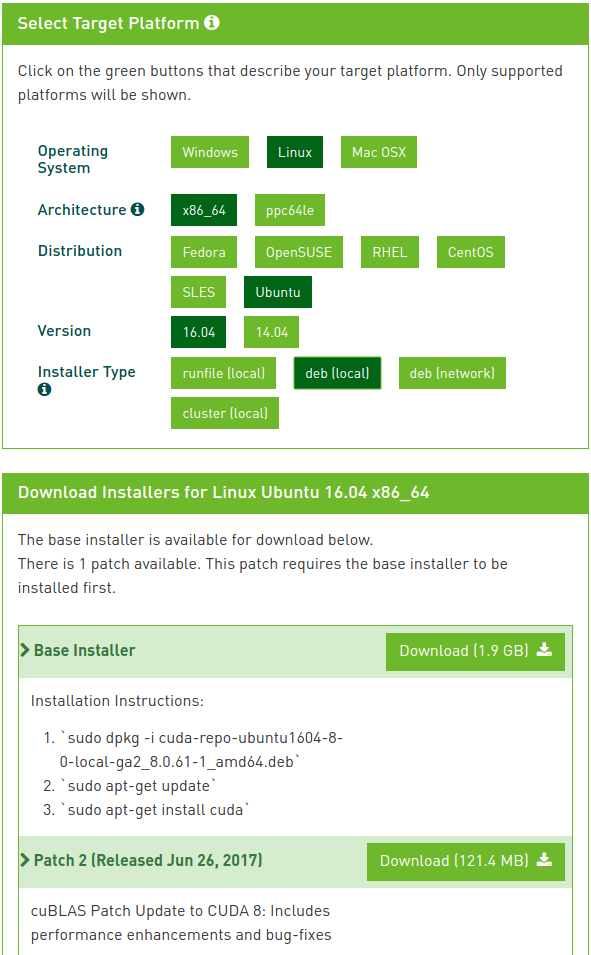 Select Target Platform
Click on the green buttons that describe your target platform. Only supported
platforms will be shown.
Operating
System
Windows Linux Mac OSX
Architecture x86_64 ppc64le
Distribution Fedora OpenSUSE RHEL CentOS
SLES Ubuntu
Version 16.04 14.04
Installer Type runfile (local) deb (local) deb (network)
cluster (local)
Download Installers for Linux Ubuntu 16.04 x86_64
The base installer is available for download below.
There is 1 patch available. This patch requires the base installer to be
installed first.
Base Installer Download (1.9 GB)
Installation Instructions:
1. `sudo dpkg -i cuda-repo-ubuntu1604-8-
0-local-ga2_8.0.61-1_amd64.deb`
2. `sudo apt-get update`
3. `sudo apt-get install cuda`
Patch 2 (Released Jun 26, 2017) Download (121.4 MB)
cuBLAS Patch Update to CUDA 8: Includes
performance enhancements and bug-fixes